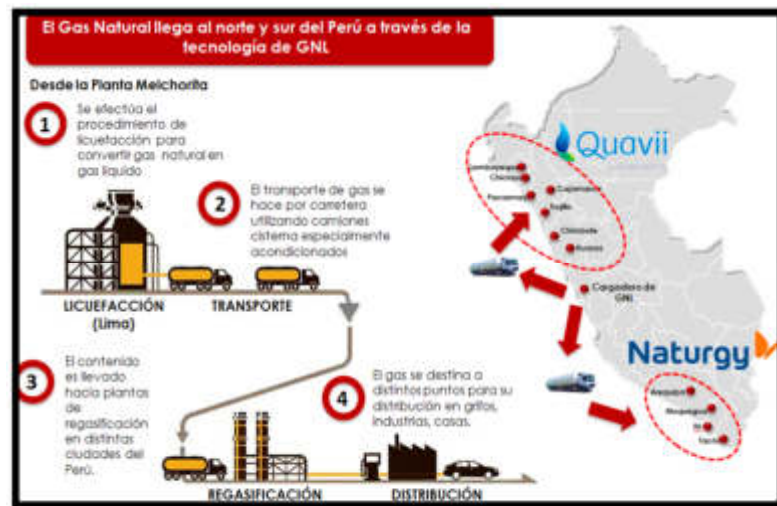 El Gas Natural llega al norte y sur del Perú a través de la
tecnología de GNL
Desde la Planta Melchorita
1
Se efectúa el
procedimiento de
licuefacción para
convertir gas natural en
gas líquido
2
El transporte de gas se
hace por carretera
utilizando camiones
cisterna especialmente
acondicionados
LICUEFACCIÓN
(Lima)
TRANSPORTE
3
El contenido
es llevado
hacia plantas
de
regasificación
en distintas
ciudades del
Perú.
4
El gas se destina a
distintos puntos para su
distribución en grifos,
industrias, casas.
REGASIFICACIÓN
DISTRIBUCIÓN
Quavii
Lambayeque
Chiclayo
Cajamarca
Pacasmayo
Trujillo
Chimbote
Huaraz
Cargadero de
GNL
Naturgy
Arequipa
Moquegua
Ilo
Tacna